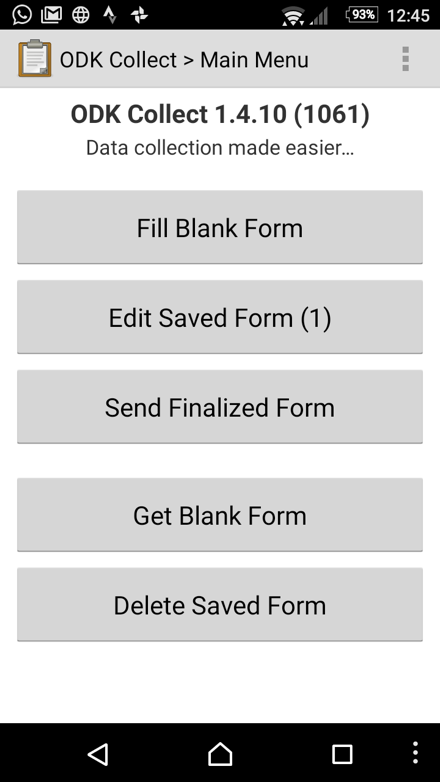 93% 12:45
ODK Collect > Main Menu
ODK Collect 1.4.10 (1061)
Data collection made easier...
Fill Blank Form
Edit Saved Form (1)
Send Finalized Form
Get Blank Form
Delete Saved Form